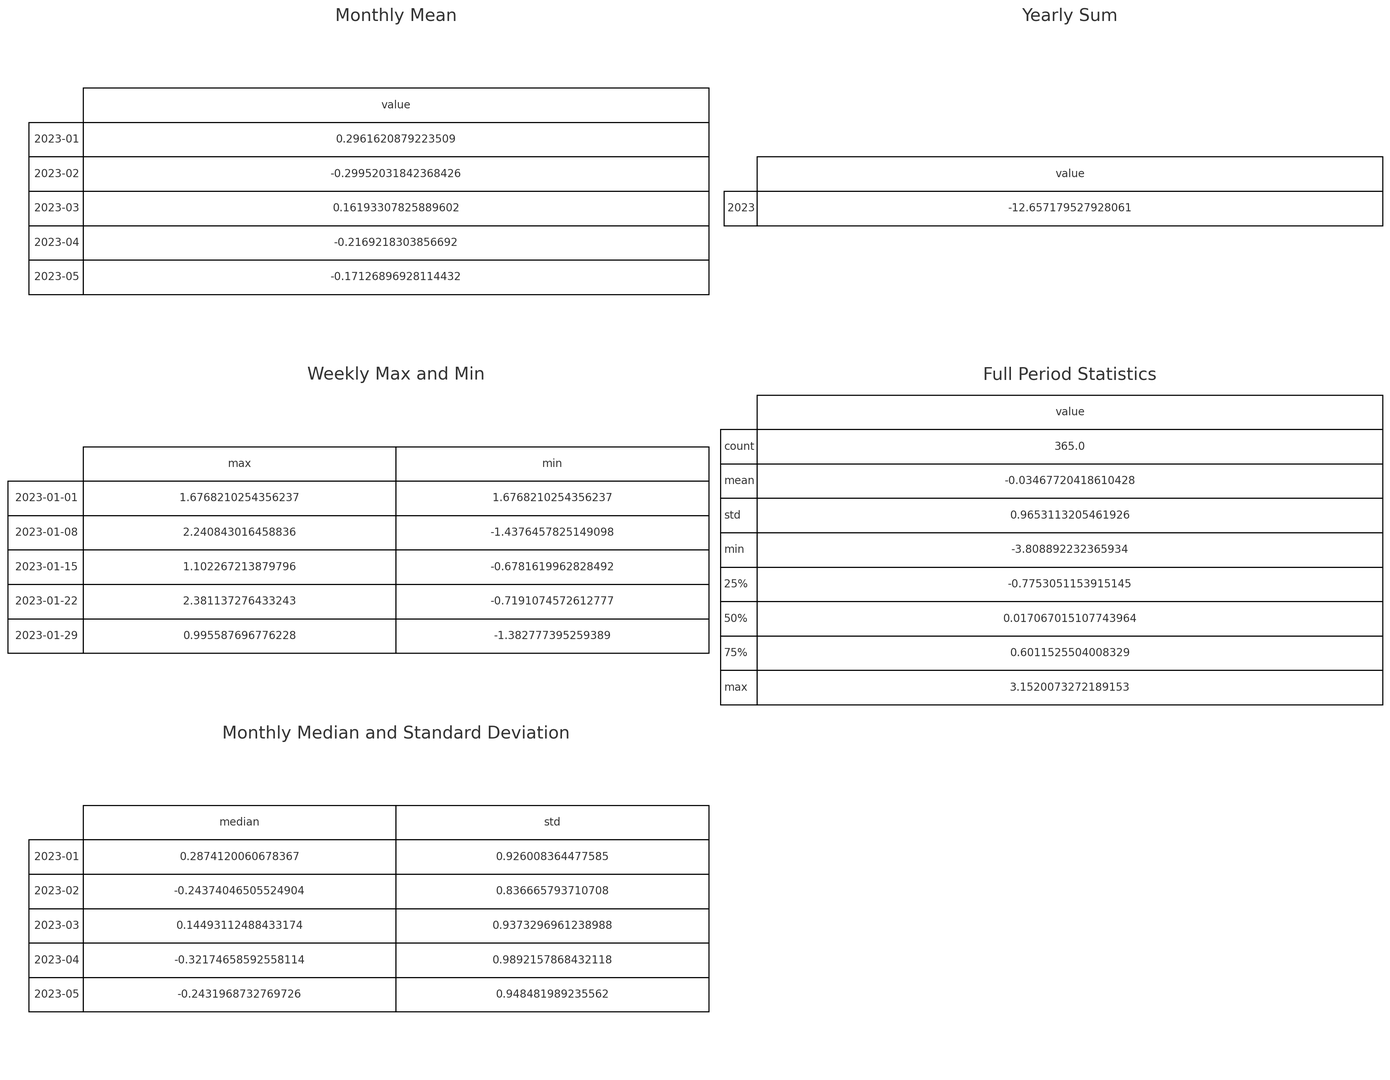 Monthly Mean
value
2023-01 0.2961620879223509
2023-02 -0.29952031842368426
2023-03 0.16193307825889602
2023-04 -0.2169218303856692
2023-05 -0.17126896928114432
Yearly Sum
value
2023 -12.657179527928061
Weekly Max and Min
max min
2023-01-01 1.6768210254356237 1.6768210254356237
2023-01-08 2.240843016458836 -1.4376457825149098
2023-01-15 1.102267213879796 -0.6781619962828492
2023-01-22 2.381137276433243 -0.7191074572612777
2023-01-29 0.995587696776228 -1.382777395259389
Full Period Statistics
value
count 365.0
mean -0.03467720418610428
std 0.9653113205461926
min -3.808892232365934
25% -0.7753051153915145
50% 0.017067015107743964
75% 0.6011525504008329
max 3.1520073272189153
Monthly Median and Standard Deviation
median std
2023-01 0.2874120060678367 0.926008364477585
2023-02 -0.24374046505524904 0.836665793710708
2023-03 0.14493112488433174 0.9373296961238988
2023-04 -0.32174658592558114 0.9892157868432118
2023-05 -0.2431968732769726 0.948481989235562